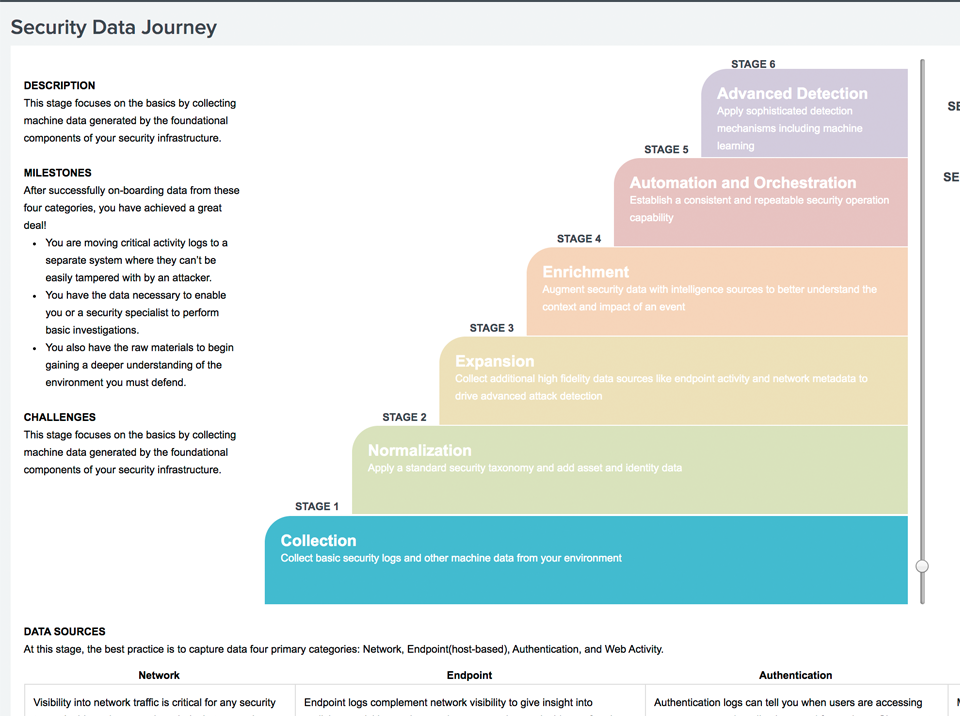 Security Data Journey
DESCRIPTION
This stage focuses on the basics by collecting
machine data generated by the foundational
components of your security infrastructure.
MILESTONES
After successfully on-boarding data from these
four categories, you have achieved a great
deal!
• You are moving critical activity logs to a
separate system where they can't be
easily tampered with by an attacker.
• You have the data necessary to enable
you or a security specialist to perform
basic investigations.
• You also have the raw materials to begin
gaining a deeper understanding of the
environment you must defend.
CHALLENGES
This stage focuses on the basics by collecting
machine data generated by the foundational
components of your security infrastructure.
STAGE 6
Advanced Detection
Apply sophisticated detection
mechanisms including machine
learning
STAGE 5
Automation and Orchestration
Establish a consistent and repeatable security operation
capability
STAGE 4
Enrichment
Augment security data with intelligence sources to better understand the
context and impact of an event
STAGE 3
Expansion
Collect additional high fidelity data sources like endpoint activity and network metadata to
drive advanced attack detection
STAGE 2
Normalization
Apply a standard security taxonomy and add asset and identity data
STAGE 1
Collection
Collect basic security logs and other machine data from your environment
SE
SE
DATA SOURCES
At this stage, the best practice is to capture data four primary categories: Network, Endpoint(host-based), Authentication, and Web Activity.
Network
Endpoint
Authentication
Visibility into network traffic is critical for any security
Endpoint logs complement network visibility to give insight into
Authentication logs can tell you when users are accessing